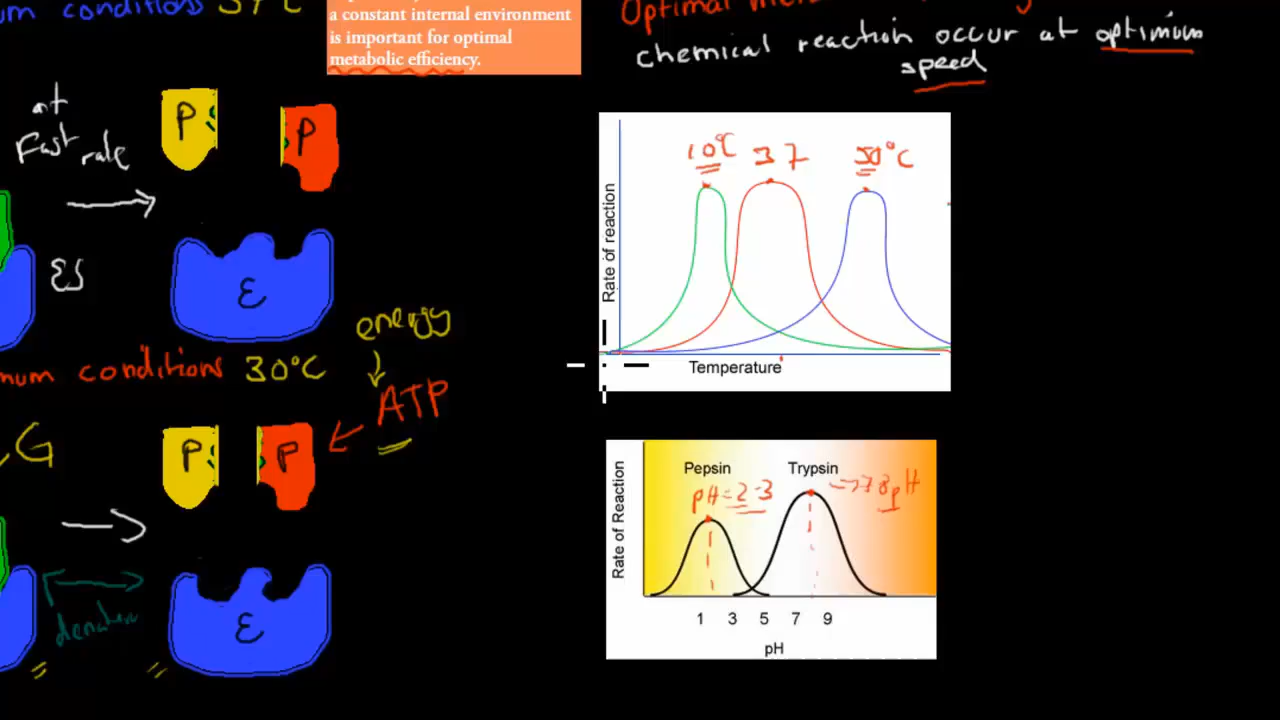 conditions 37°C
a constant internal environment
is important for optimal
metabolic efficiency.
Optimal
chemical reaction occur at optimum
speed
at
Fast rate
P
P
ES
E
conditions 30°C
energy
ATP
G
P
P
E
10°C
37
50°C
Rate of reaction
Temperature
Pepsin
Trypsin
pH=2-3
Rate of Reaction
1 3 5 7 9
pH